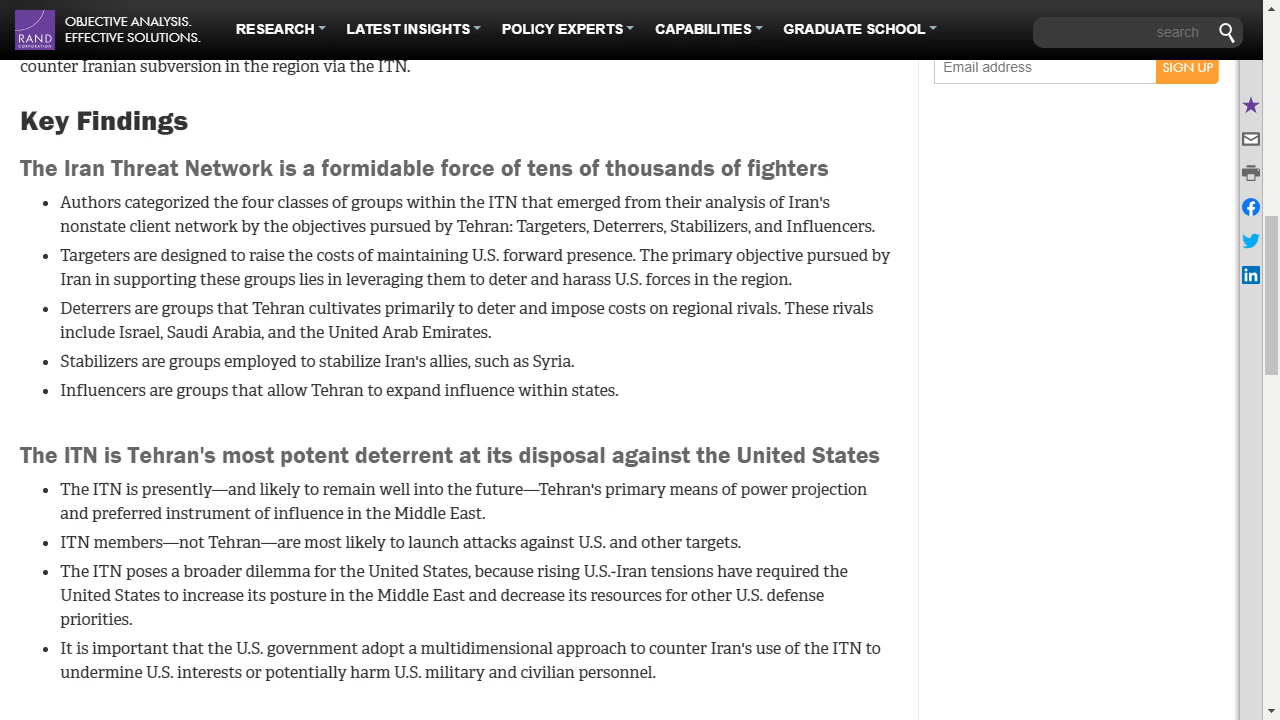 RAND
CORPORATION
OBJECTIVE ANALYSIS.
EFFECTIVE SOLUTIONS.
RESEARCH
LATEST INSIGHTS
POLICY EXPERTS
CAPABILITIES
GRADUATE SCHOOL
search
counter Iranian subversion in the region via the ITN.
Email address
SIGN UP
Key Findings
The Iran Threat Network is a formidable force of tens of thousands of fighters
• Authors categorized the four classes of groups within the ITN that emerged from their analysis of Iran's
nonstate client network by the objectives pursued by Tehran: Targeters, Deterrers, Stabilizers, and Influencers.
• Targeters are designed to raise the costs of maintaining U.S. forward presence. The primary objective pursued by
Iran in supporting these groups lies in leveraging them to deter and harass U.S. forces in the region.
• Deterrers are groups that Tehran cultivates primarily to deter and impose costs on regional rivals. These rivals
include Israel, Saudi Arabia, and the United Arab Emirates.
• Stabilizers are groups employed to stabilize Iran's allies, such as Syria.
• Influencers are groups that allow Tehran to expand influence within states.
The ITN is Tehran's most potent deterrent at its disposal against the United States
• The ITN is presently—and likely to remain well into the future—Tehran's primary means of power projection
and preferred instrument of influence in the Middle East.
• ITN members—not Tehran—are most likely to launch attacks against U.S. and other targets.
• The ITN poses a broader dilemma for the United States, because rising U.S.-Iran tensions have required the
United States to increase its posture in the Middle East and decrease its resources for other U.S. defense
priorities.
• It is important that the U.S. government adopt a multidimensional approach to counter Iran's use of the ITN to
undermine U.S. interests or potentially harm U.S. military and civilian personnel.